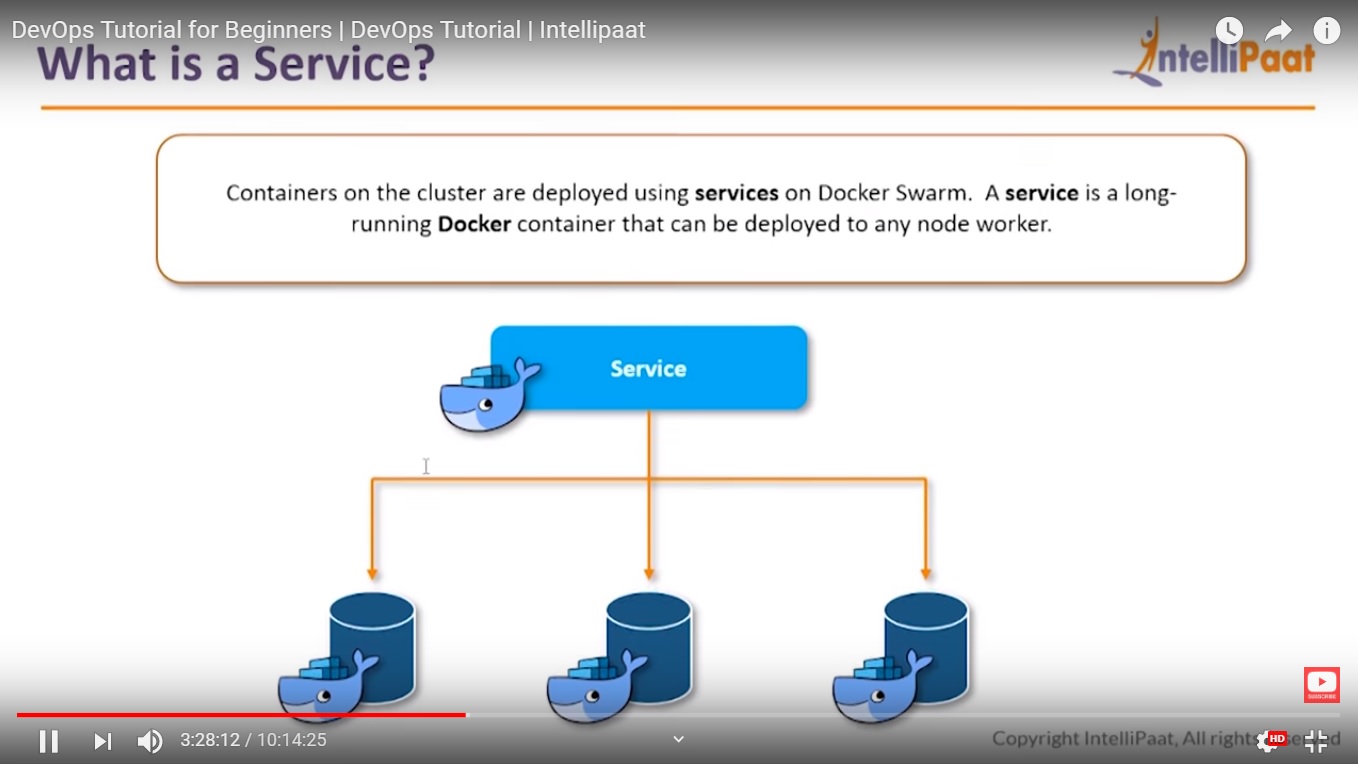 DevOps Tutorial for Beginners | DevOps Tutorial | Intellipaat
What is a Service?
IntelliPaat
Containers on the cluster are deployed using services on Docker Swarm. A service is a long-
running Docker container that can be deployed to any node worker.
Service
SUBSCRIBE
3:28:12 / 10:14:25
HD
Copyright IntelliPaat, All rights